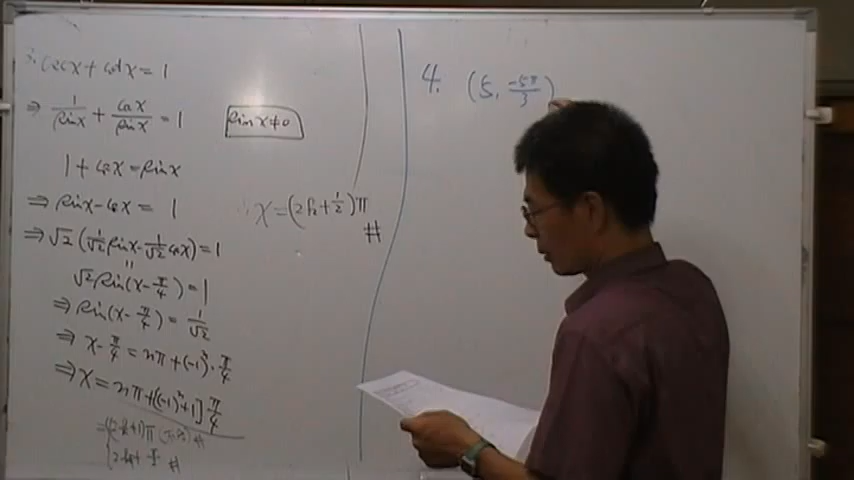 3. cscx + cotx = 1
⇒ 1/sinx + cosx/sinx = 1
sinx ≠ 0
1 + cosx = sinx
⇒ sinx - cosx = 1
⇒ √2 (1/√2 sinx - 1/√2 cosx) = 1
√2 sin(x - π/4) = 1
⇒ sin(x - π/4) = 1/√2
⇒ x - π/4 = nπ + (-1)ⁿ · π/4
⇒ x = nπ + [(-1)ⁿ + 1] π/4
∴ x = (2k + 1/2)π #
4. (5, -5π/3)